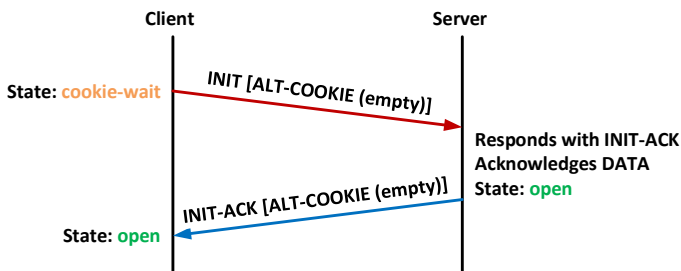 Client
Server
State: cookie-wait
INIT [ALT-COOKIE (empty)]
Responds with INIT-ACK
Acknowledges DATA
State: open
INIT-ACK [ALT-COOKIE (empty)]
State: open